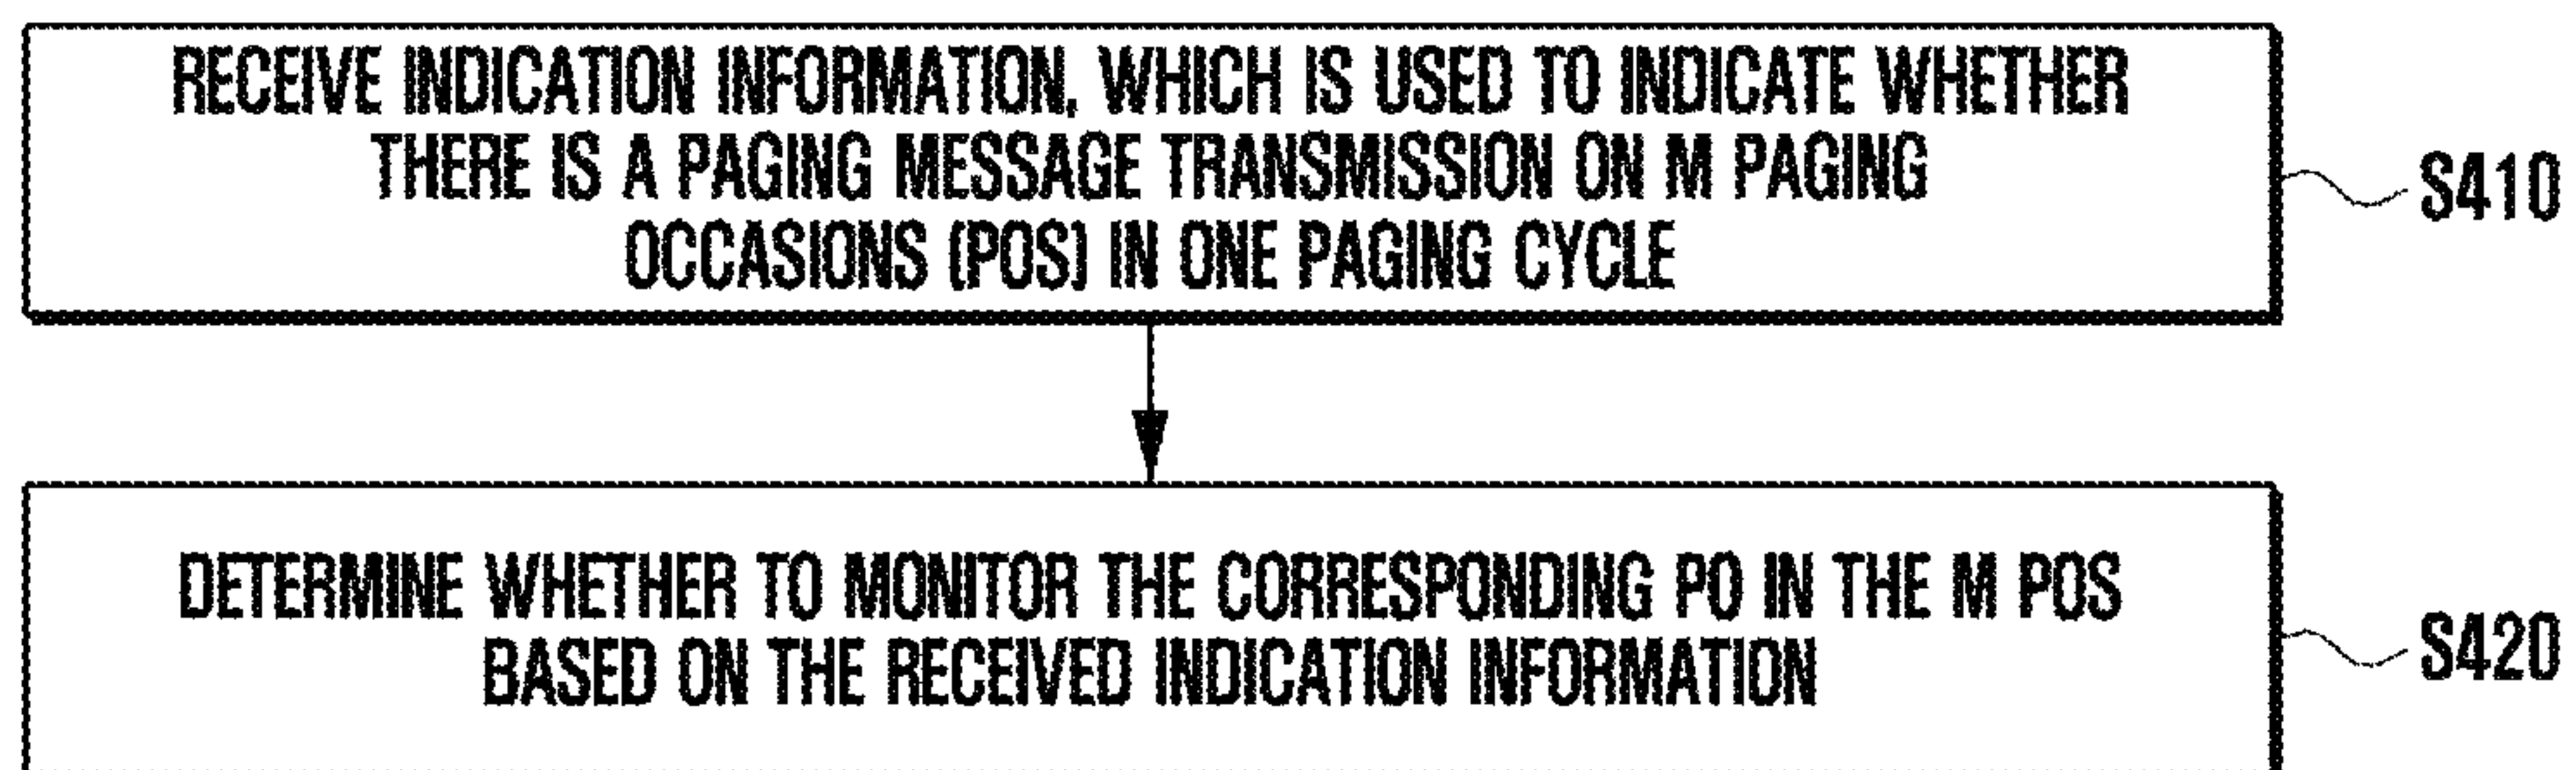 RECEIVE INDICATION INFORMATION, WHICH IS USED TO INDICATE WHETHER
THERE IS A PAGING MESSAGE TRANSMISSION ON M PAGING
OCCASIONS (POS) IN ONE PAGING CYCLE
S410
DETERMINE WHETHER TO MONITOR THE CORRESPONDING PO IN THE M POS
BASED ON THE RECEIVED INDICATION INFORMATION
S420